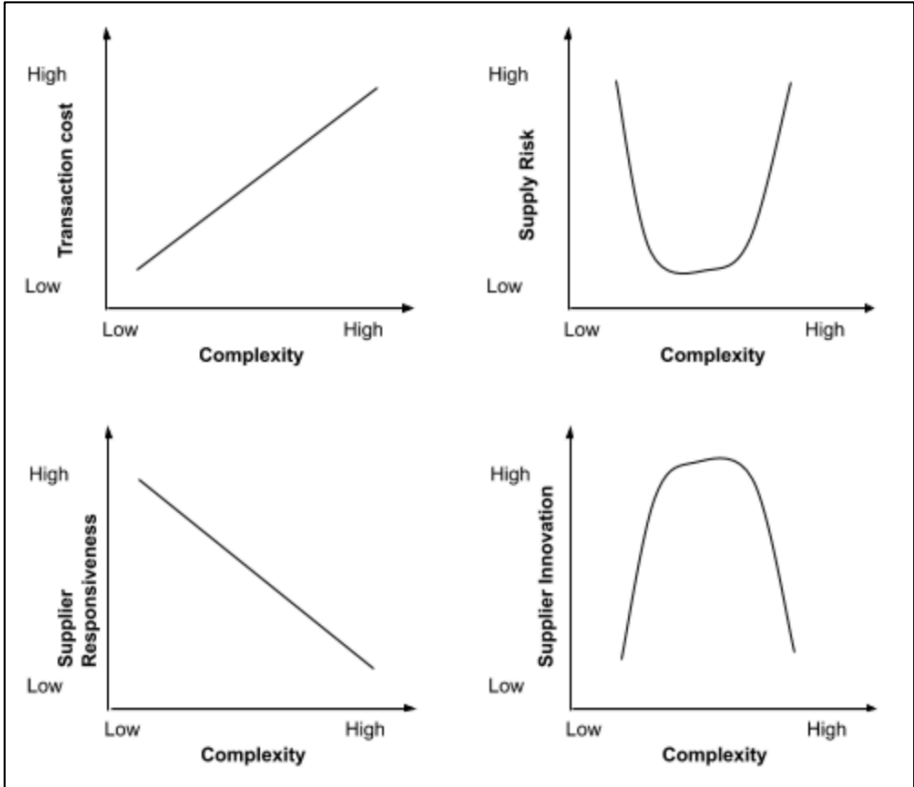 High
Transaction cost
Low
Low
High
Complexity
High
Supply Risk
Low
Low
High
Complexity
High
Supplier
Responsiveness
Low
Low
High
Complexity
High
Supplier Innovation
Low
Low
High
Complexity